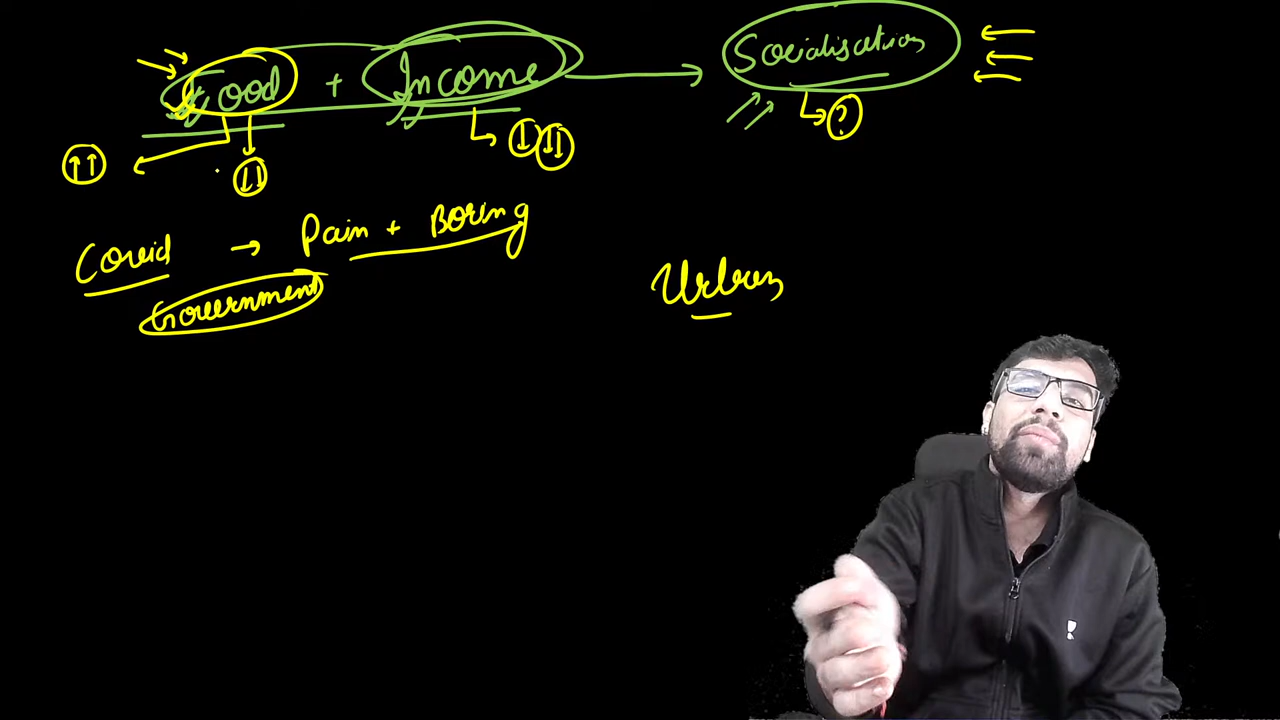 Food + Income → Socialisation
↑↑ ↓↓ ↓ ↓↓ ?
Covid → Pain + Boring
Government
Urban